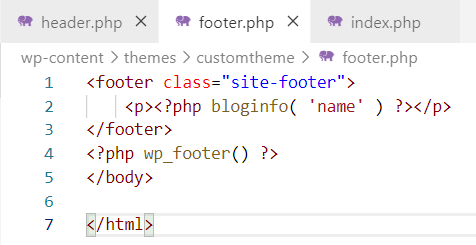 header.php footer.php index.php
wp-content > themes > customtheme > footer.php
1 <footer class="site-footer">
2 <p><?php bloginfo( 'name' ) ?></p>
3 </footer>
4 <?php wp_footer() ?>
5 </body>
6
7 </html>